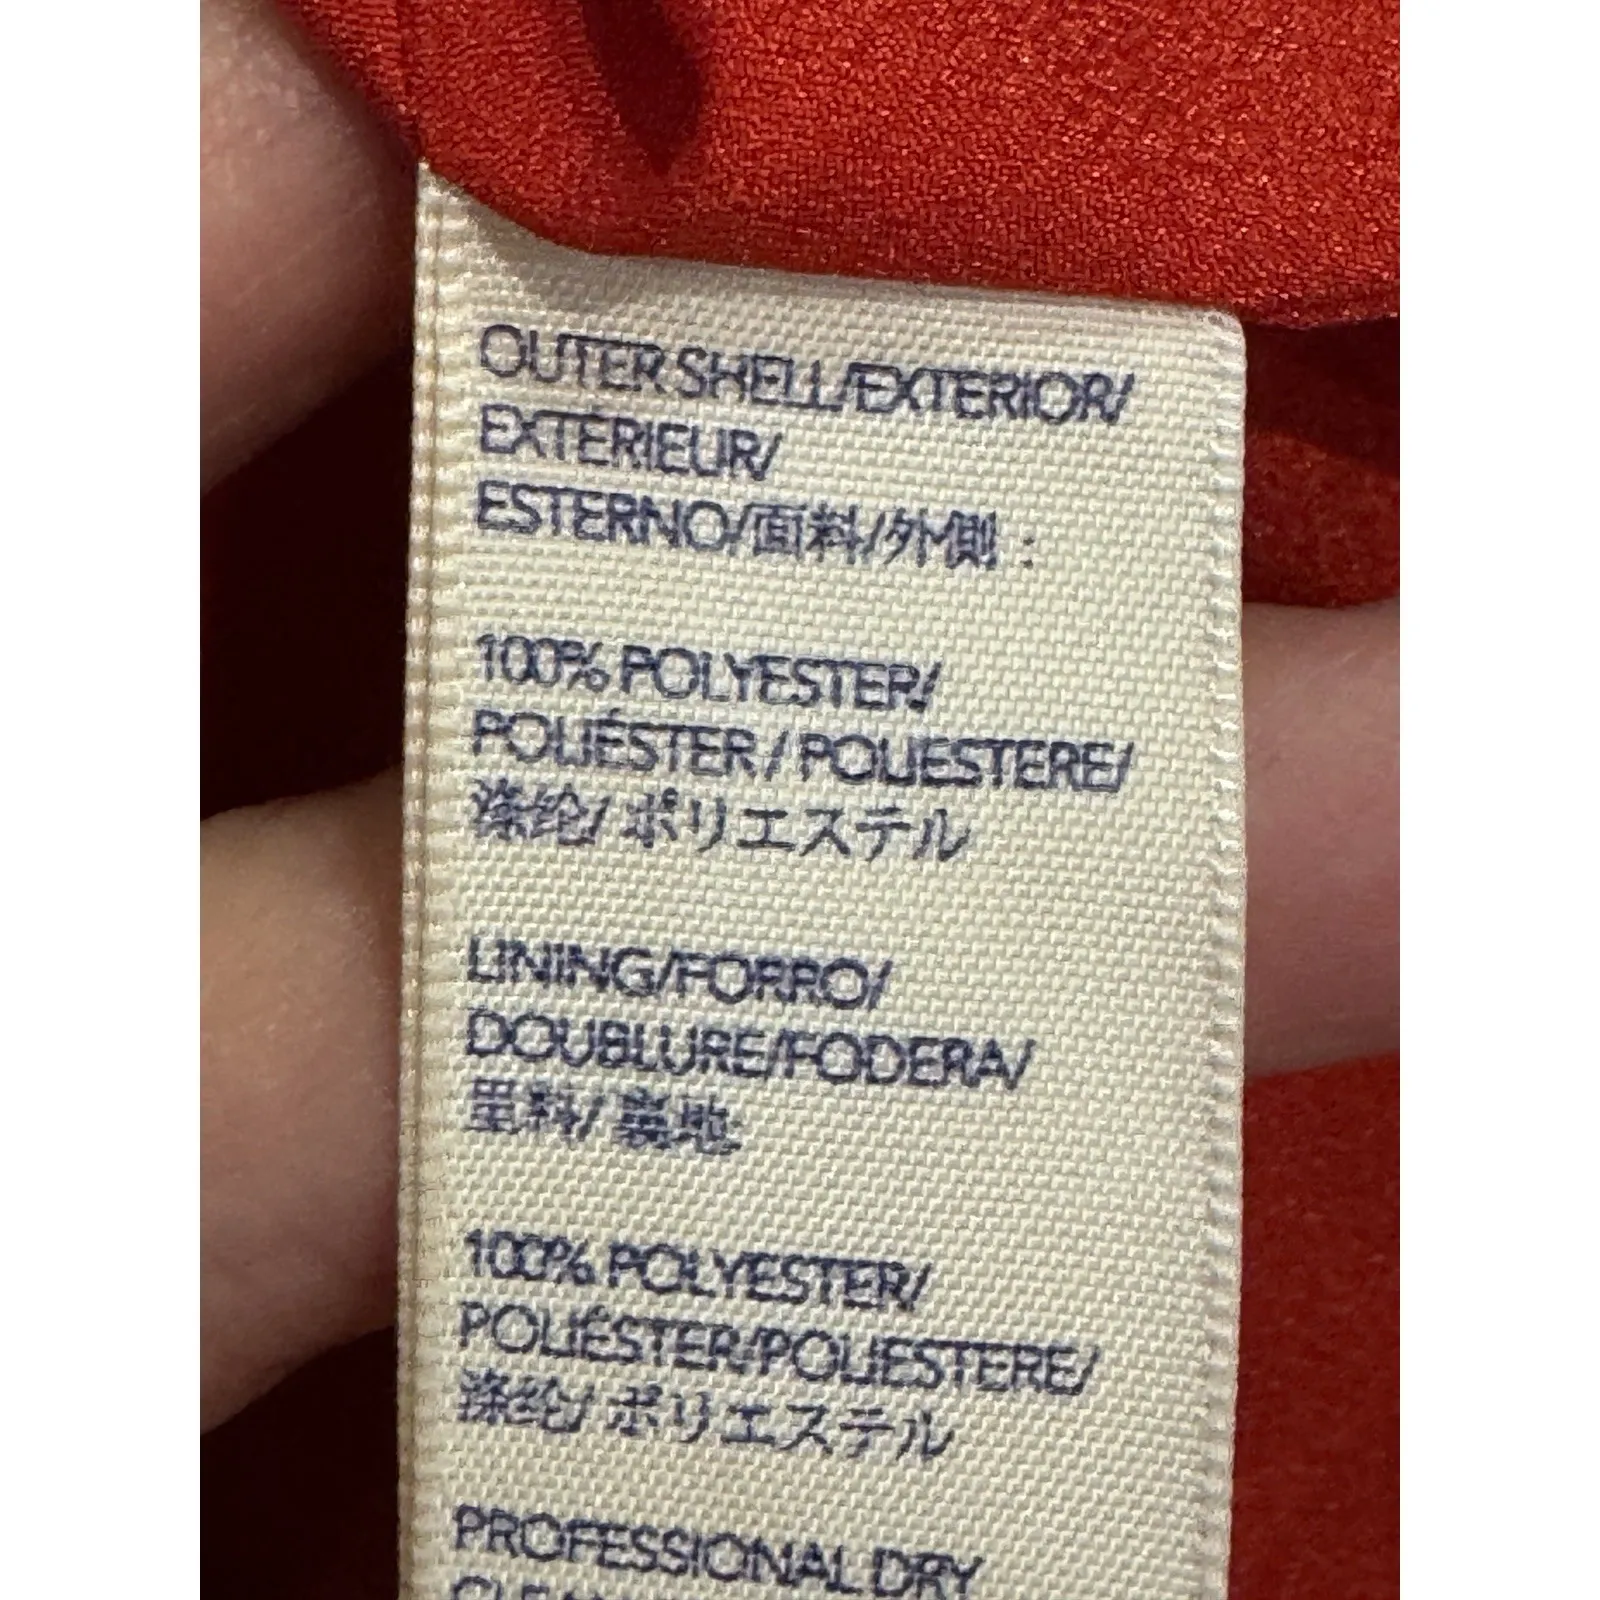 OUTER SHELL/EXTERIOR/
EXTERIEUR/
ESTERNO/面料/外側 :
100% POLYESTER/
POLIÉSTER / POLIESTERE/
涤纶/ ポリエステル
LINING/FORRO/
DOUBLURE/FODERA/
里料/ 裏地:
100% POLYESTER/
POLIÉSTER/POLIESTERE/
涤纶/ ポリエステル
PROFESSIONAL DRY